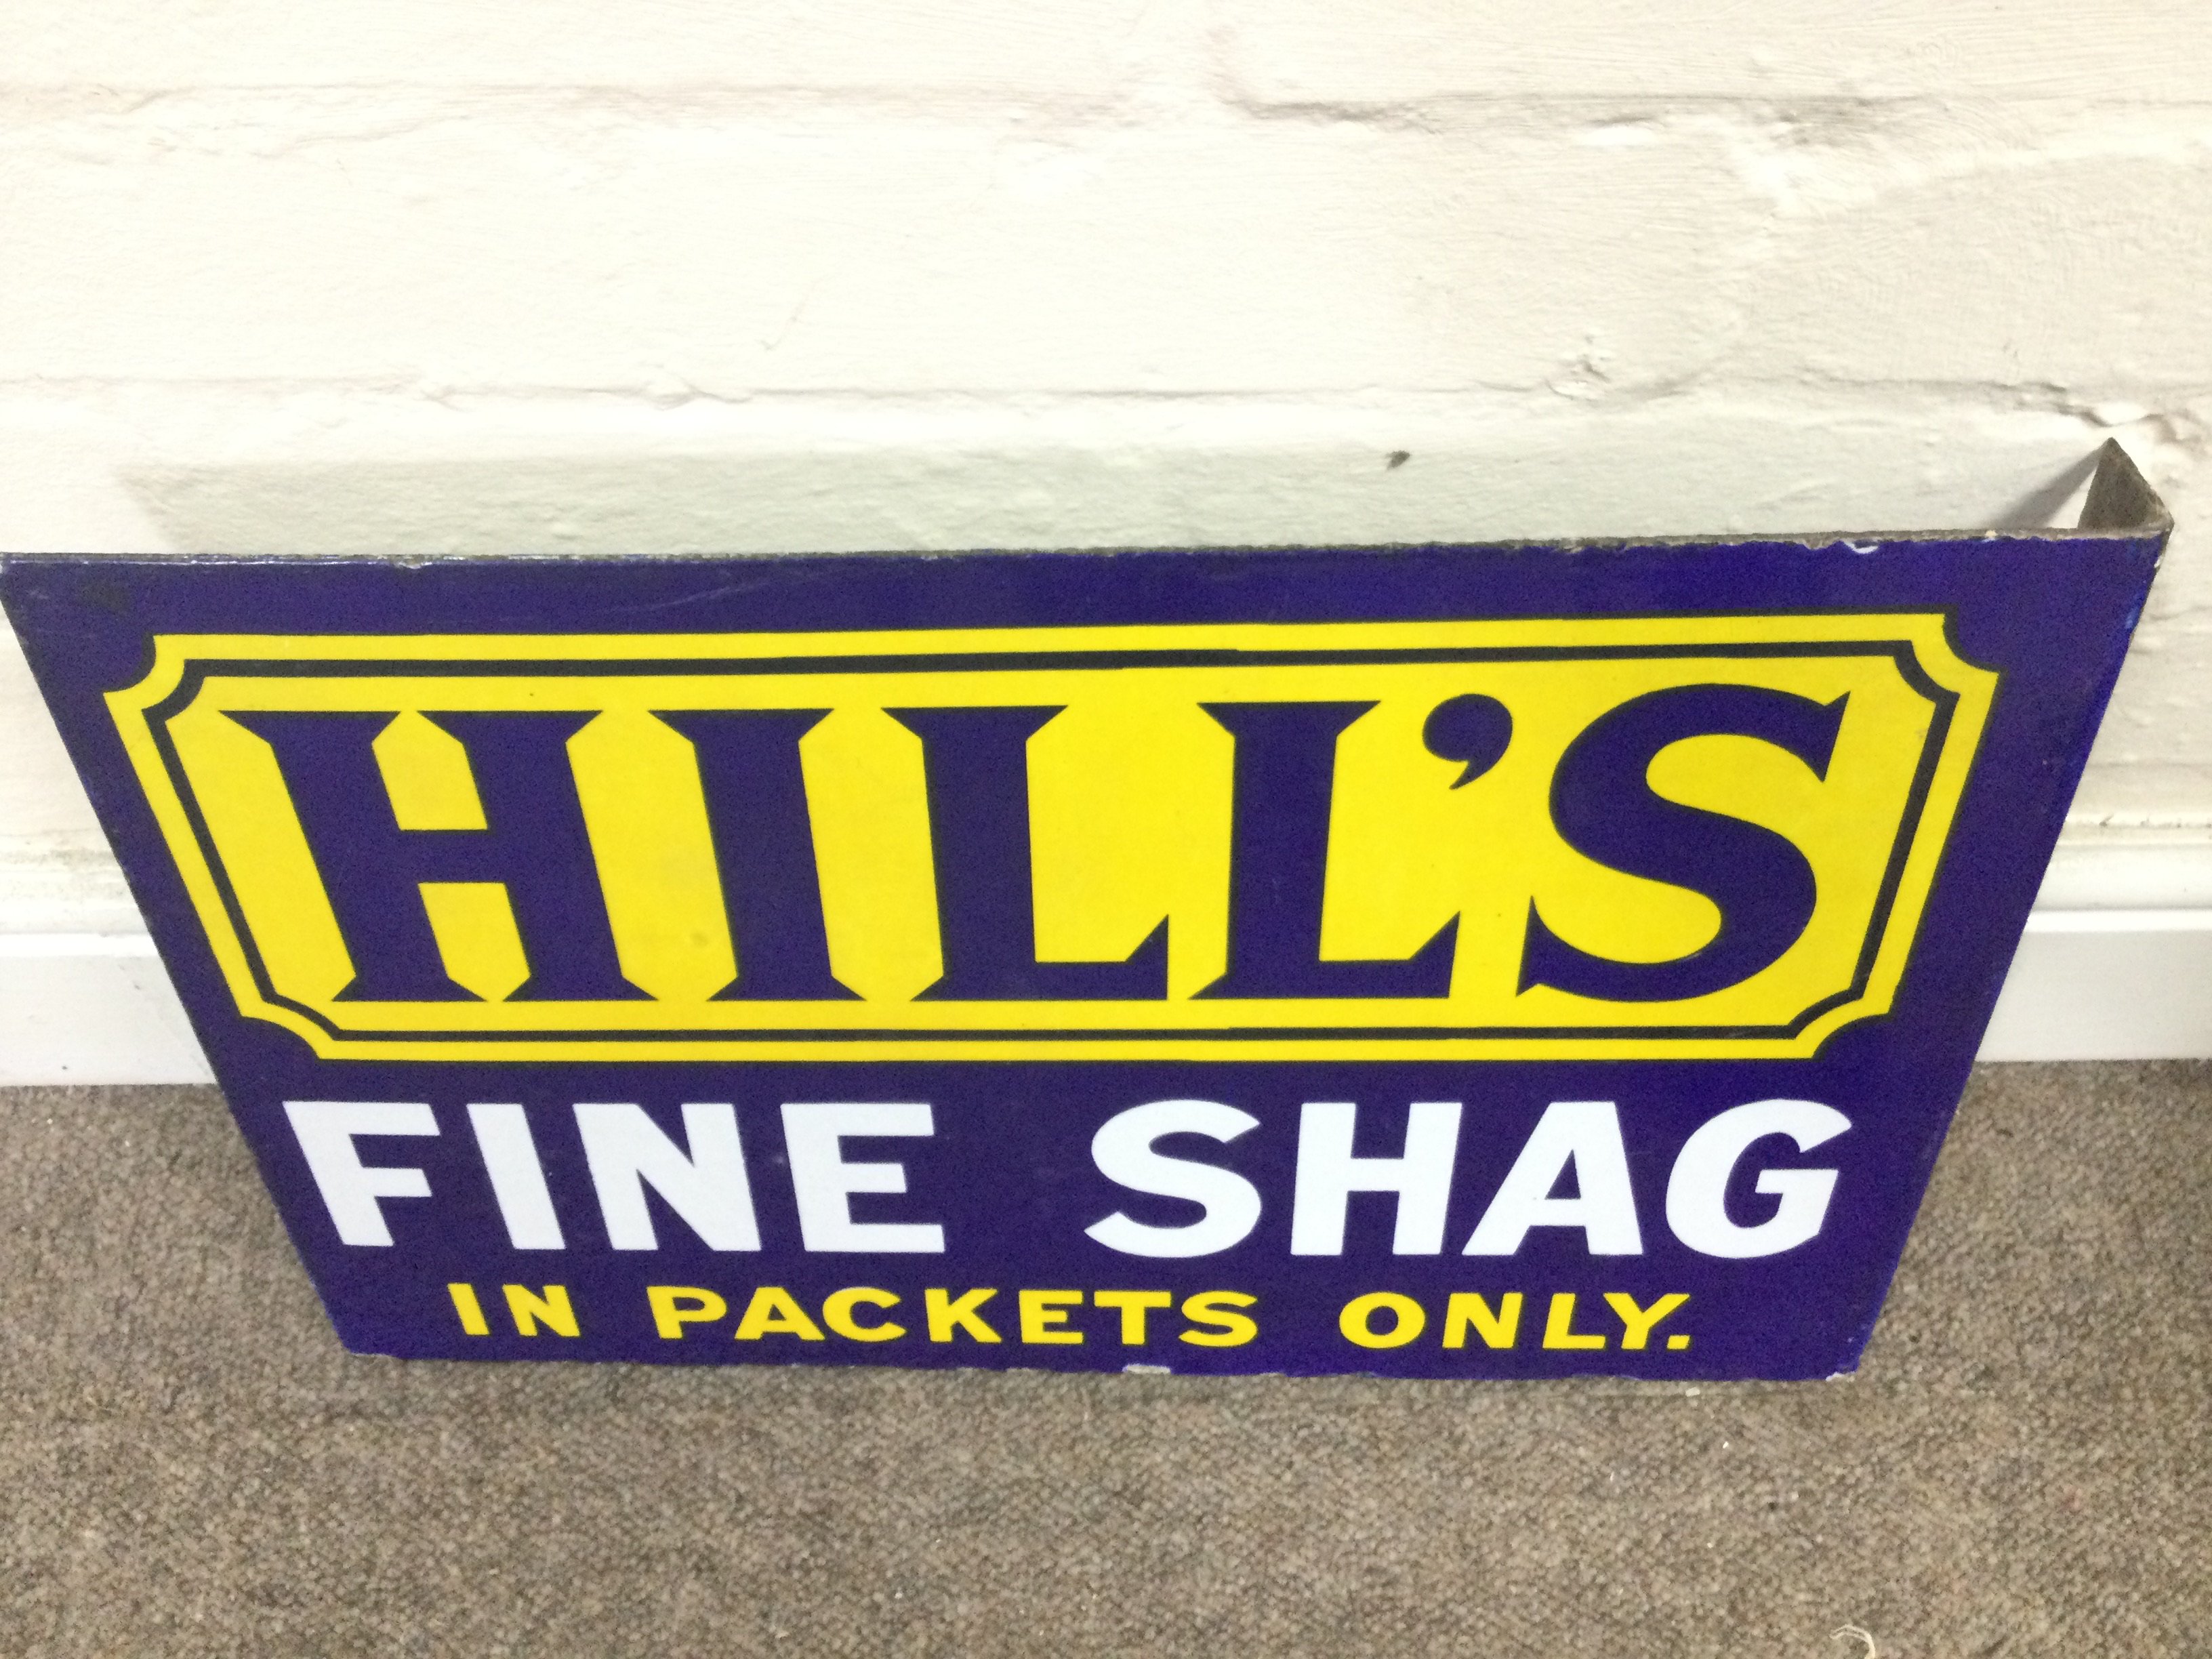 HILL'S
FINE SHAG
IN PACKETS ONLY.